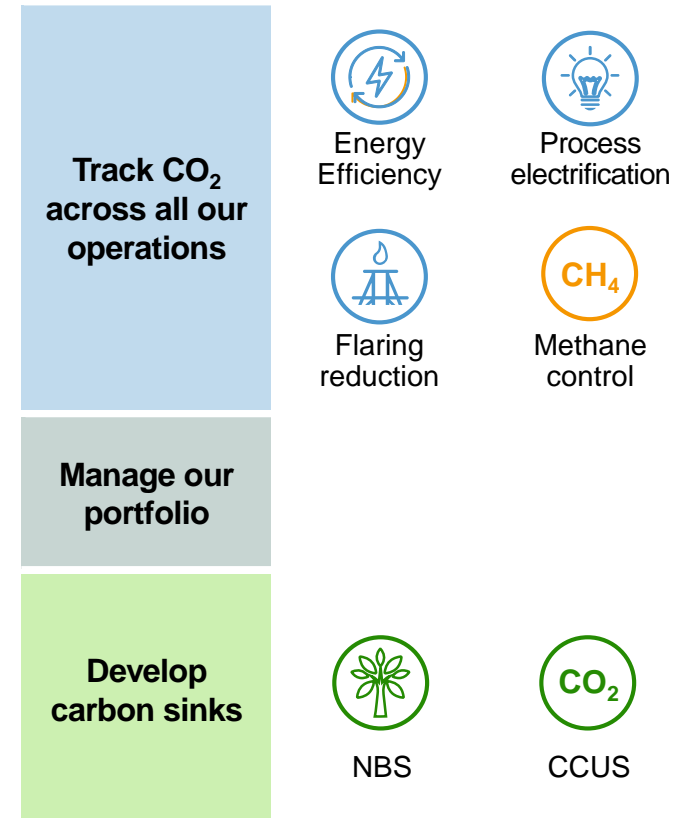 Track CO₂
across all our
operations
Energy
Efficiency
Process
electrification
Flaring
reduction
CH₄
Methane
control
Manage our
portfolio
Develop
carbon sinks
NBS
CO₂
CCUS